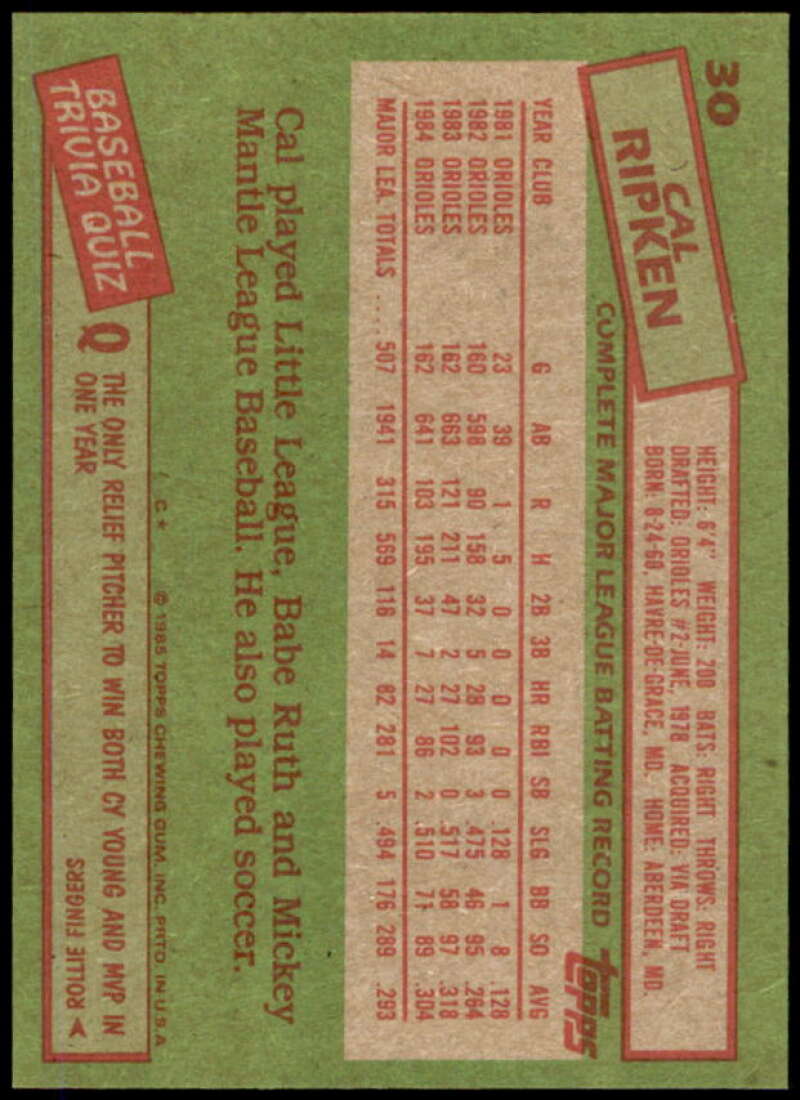 30
CAL
RIPKEN
HEIGHT: 6'4" WEIGHT: 200 BATS: RIGHT THROWS: RIGHT
DRAFTED: ORIOLES #2-JUNE, 1978 ACQUIRED: VIA DRAFT
BORN: 8-24-60, HAVRE-DE-GRACE, MD. HOME: ABERDEEN, MD.
COMPLETE MAJOR LEAGUE BATTING RECORD
Topps
YEAR CLUB G AB R H 2B 3B HR RBI SB SLG BB SO AVG
1981 ORIOLES 23 39 1 5 0 0 0 0 0 .128 1 8 .128
1982 ORIOLES 160 598 90 158 32 5 28 93 3 .475 46 95 .264
1983 ORIOLES 162 663 121 211 47 2 27 102 0 .517 58 97 .318
1984 ORIOLES 162 641 103 195 37 7 27 86 2 .510 71 89 .304
MAJOR LEA. TOTALS .... 507 1941 315 569 116 14 82 281 5 .494 176 289 .293
Cal played Little League, Babe Ruth and Mickey
Mantle League Baseball. He also played soccer.
C* © 1985 TOPPS CHEWING GUM, INC. PRTD. IN U.S.A.
BASEBALL
TRIVIA QUIZ
Q THE ONLY RELIEF PITCHER TO WIN BOTH CY YOUNG AND MVP IN
ONE YEAR
ROLLIE FINGERS A